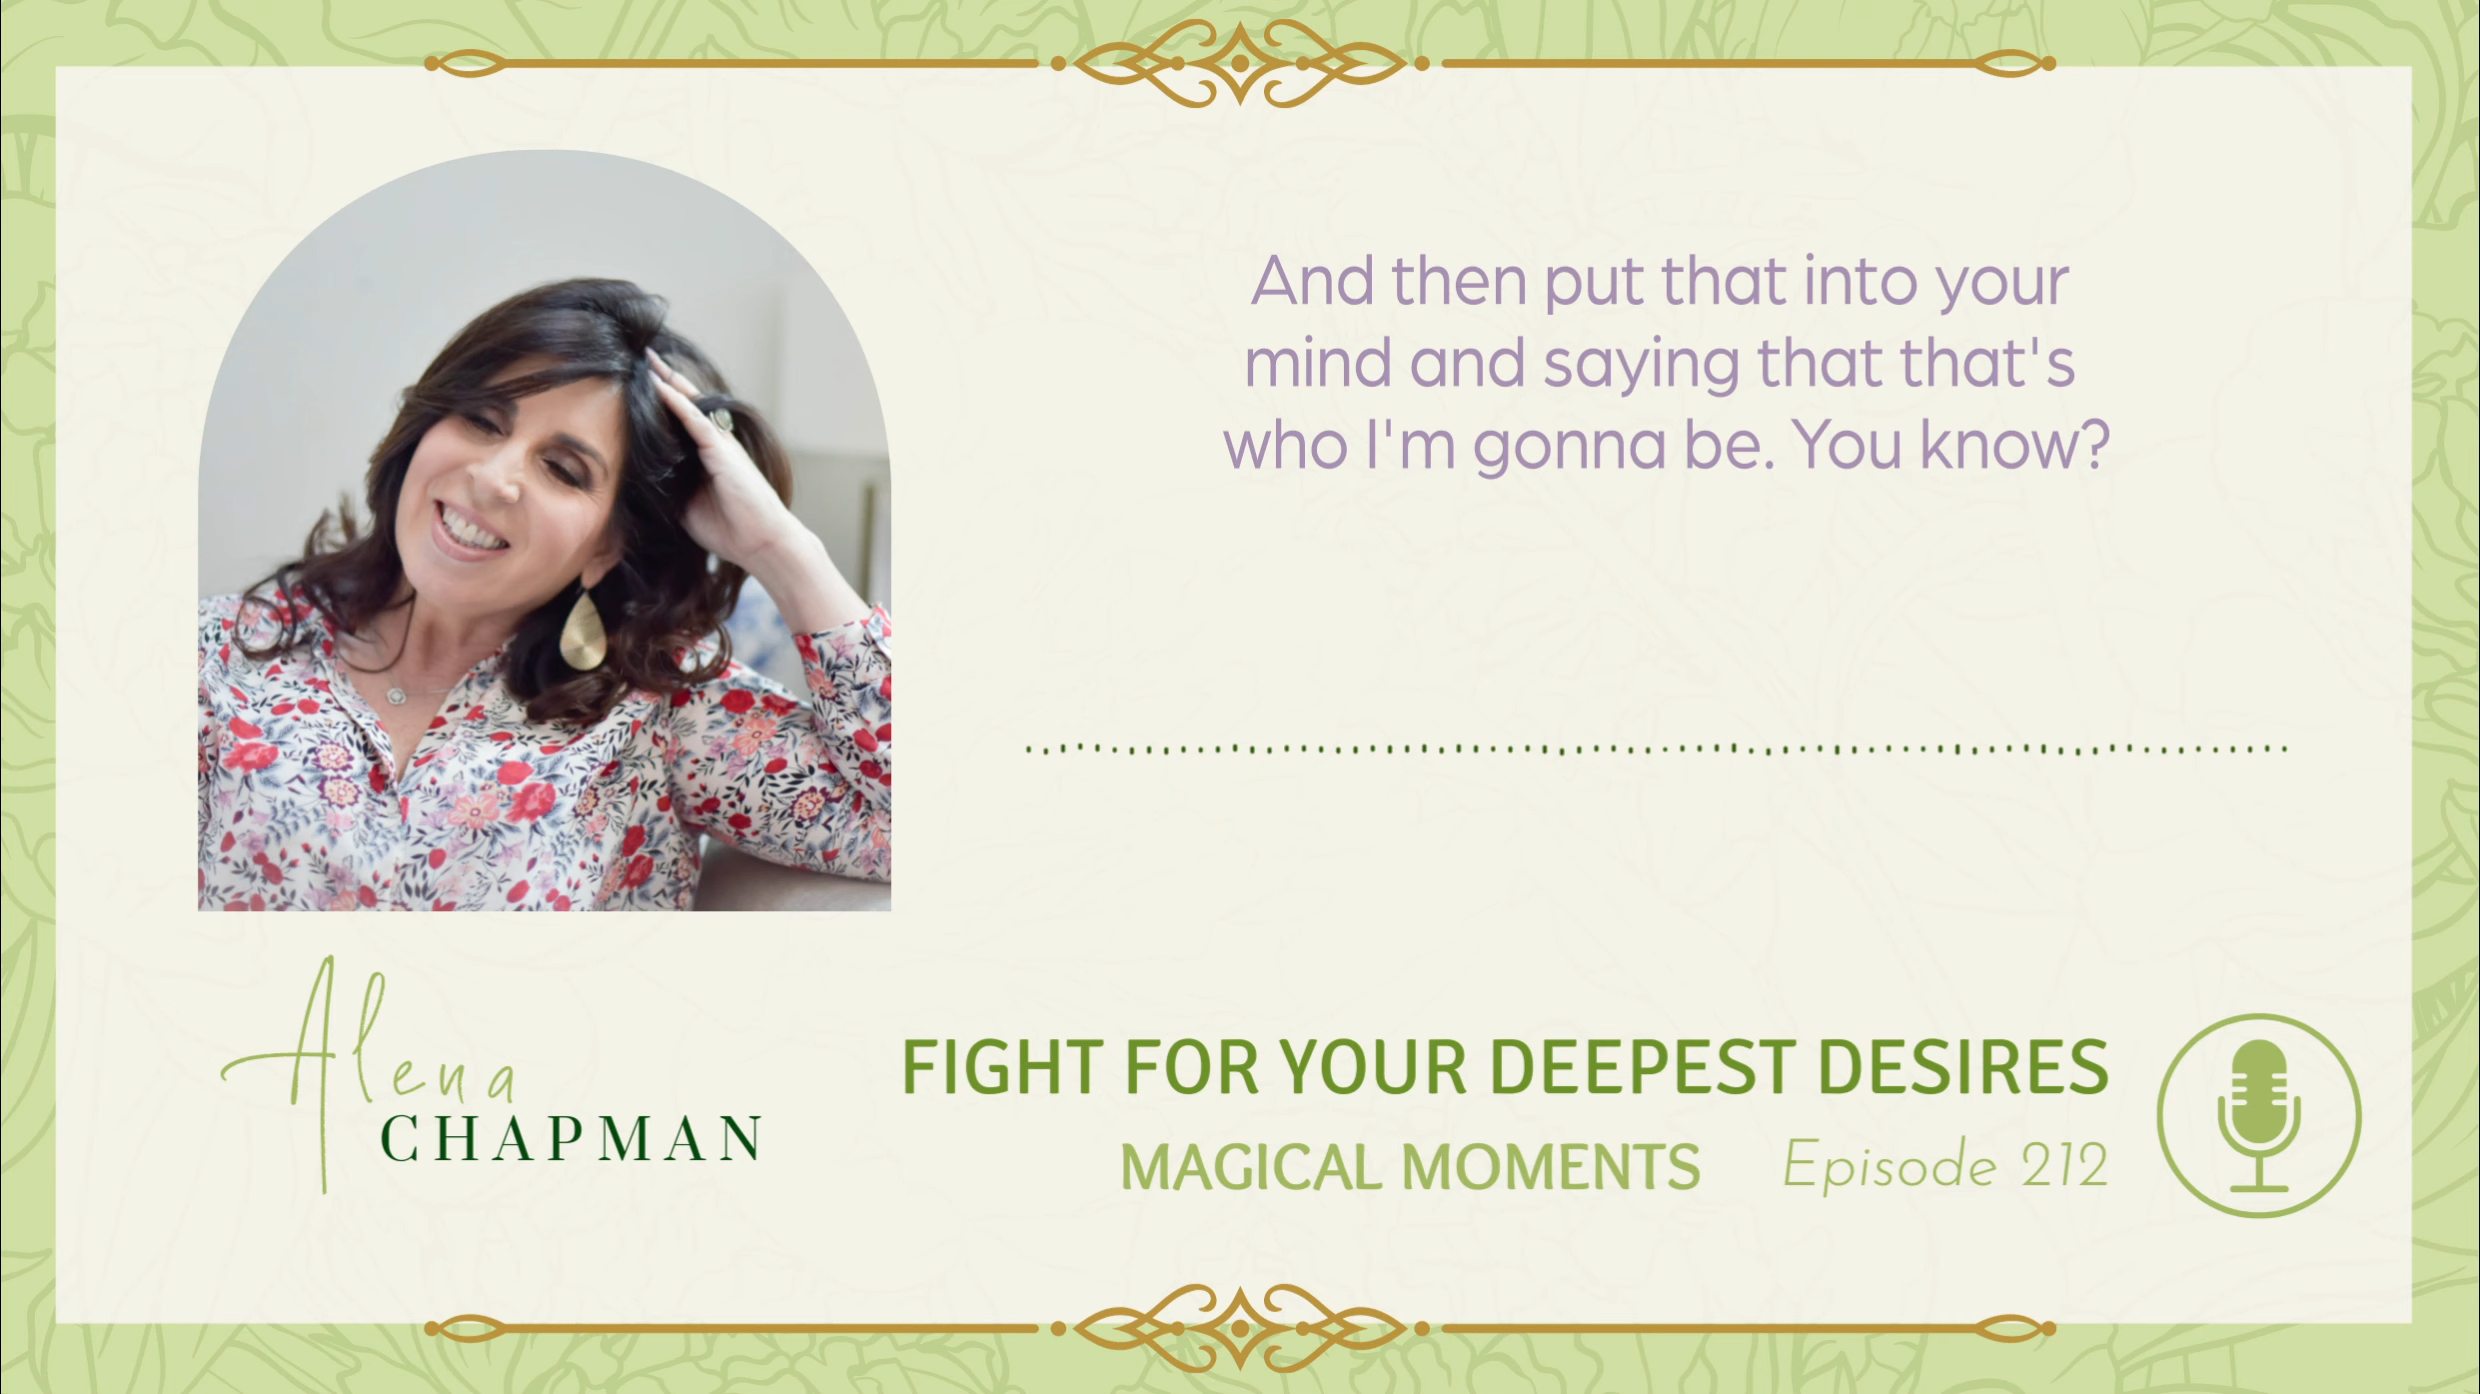 And then put that into your
mind and saying that that's
who I'm gonna be. You know?
Alena
CHAPMAN
FIGHT FOR YOUR DEEPEST DESIRES
MAGICAL MOMENTS Episode 212